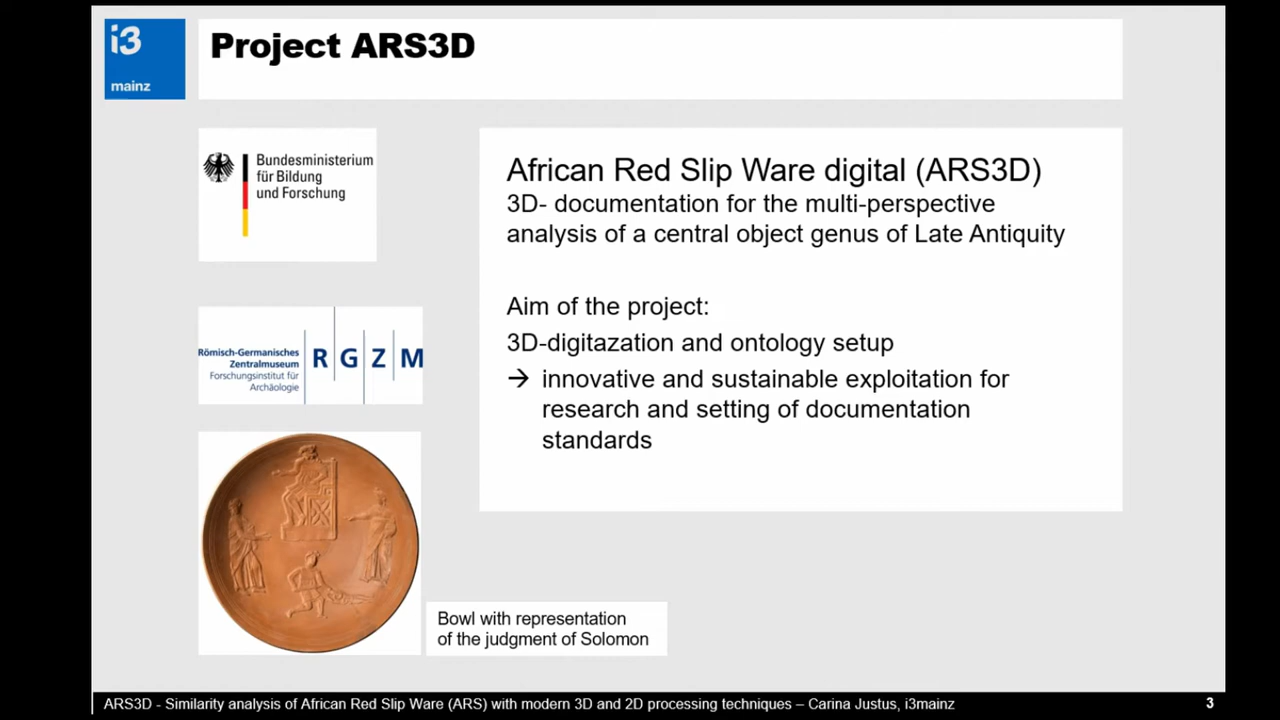 i3
mainz
Project ARS3D
Bundesministerium
für Bildung
und Forschung
African Red Slip Ware digital (ARS3D)
3D- documentation for the multi-perspective
analysis of a central object genus of Late Antiquity
Römisch-Germanisches
Zentralmuseum
Forschungsinstitut für
Archäologie
R G Z M
Aim of the project:
3D-digitazation and ontology setup
→ innovative and sustainable exploitation for
research and setting of documentation
standards
Bowl with representation
of the judgment of Solomon
ARS3D - Similarity analysis of African Red Slip Ware (ARS) with modern 3D and 2D processing techniques – Carina Justus, i3mainz
3